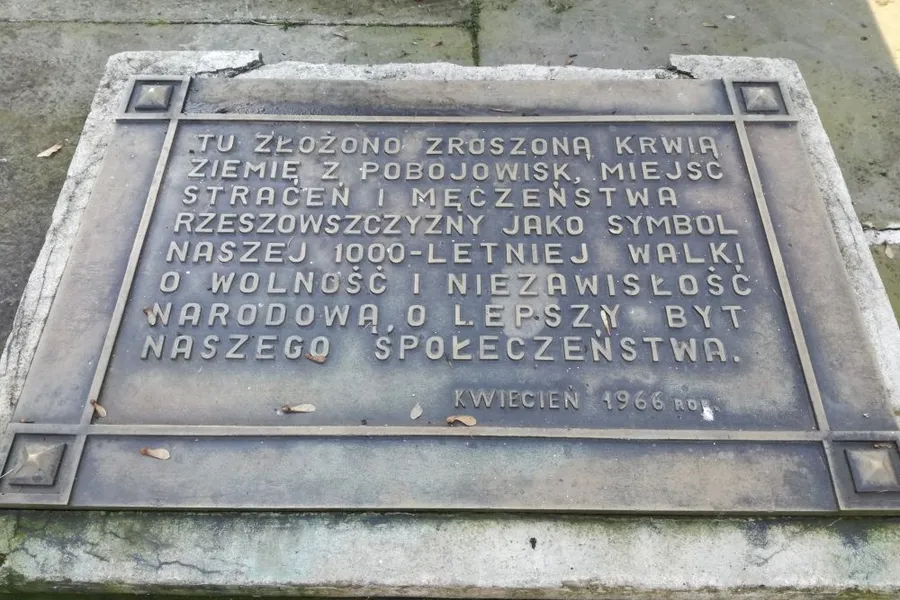 TU ZŁOŻONO ZROSZONĄ KRWIĄ
ZIEMIĘ Z POBOJOWISK, MIEJSC
STRACEŃ I MĘCZEŃSTWA
RZESZOWSZCZYZNY JAKO SYMBOL
NASZEJ 1000-LETNIEJ WALKI
O WOLNOŚĆ I NIEZAWISŁOŚĆ
NARODOWĄ, O LEPSZY BYT
NASZEGO SPOŁECZEŃSTWA.
KWIECIEŃ 1966 ROK